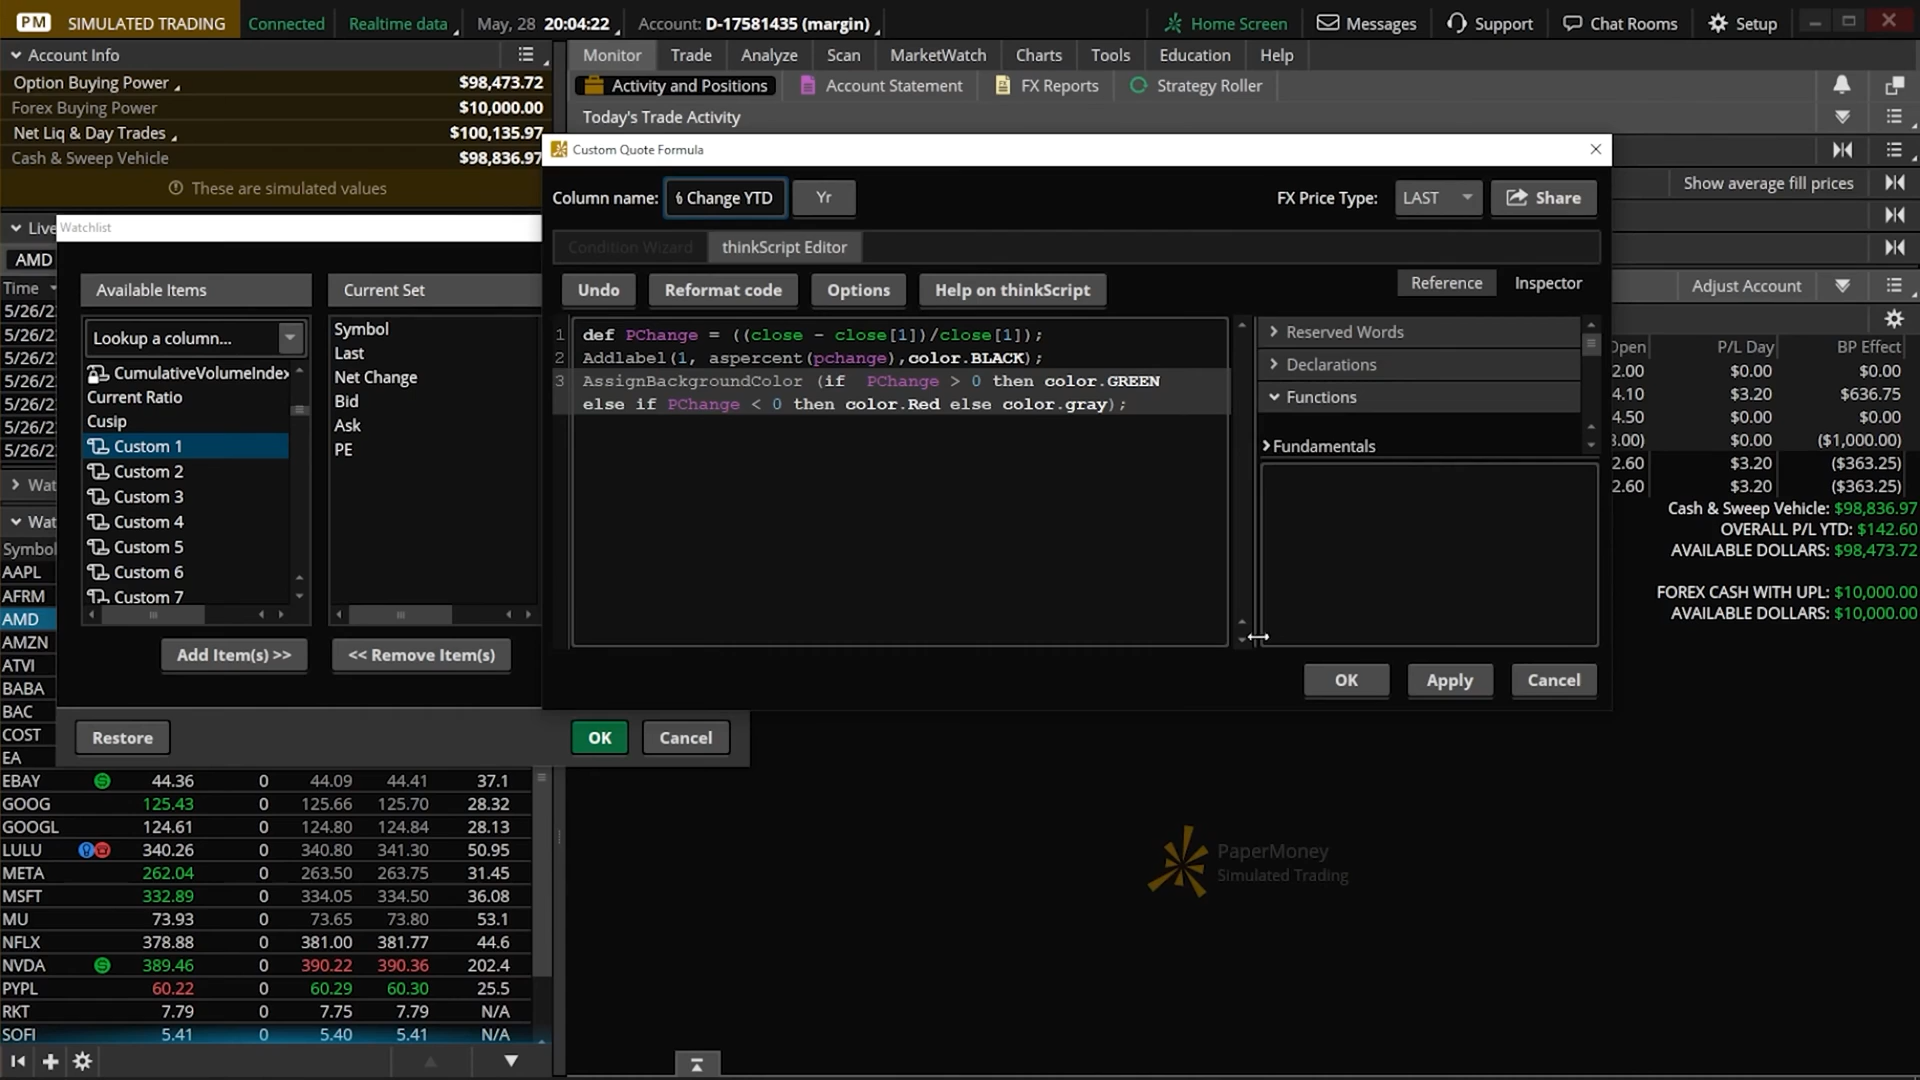 PM SIMULATED TRADING Connected Realtime data May, 28 20:04:22 Account: D-17581435 (margin) Home Screen Messages Support Chat Rooms Setup
Account Info
Option Buying Power $98,473.72
Forex Buying Power $10,000.00
Net Liq & Day Trades $100,135.97
Cash & Sweep Vehicle $98,836.97
These are simulated values
Monitor Trade Analyze Scan MarketWatch Charts Tools Education Help
Activity and Positions Account Statement FX Reports Strategy Roller
Today's Trade Activity
Show average fill prices
Adjust Account
Live
AMD
Time
5/26/2
5/26/2
5/26/2
5/26/2
5/26/2
5/26/2
5/26/2
Wat
Wat
Symbol
AAPL
AFRM
AMD
AMZN
ATVI
BABA
BAC
COST
EA
Watchlist
Available Items
Lookup a column...
CumulativeVolumeIndex
Current Ratio
Cusip
Custom 1
Custom 2
Custom 3
Custom 4
Custom 5
Custom 6
Custom 7
Current Set
Symbol
Last
Net Change
Bid
Ask
PE
Add Item(s) >> << Remove Item(s)
Restore OK Cancel
Custom Quote Formula
Column name: Change YTD Yr FX Price Type: LAST Share
Condition Wizard thinkScript Editor
Undo Reformat code Options Help on thinkScript Reference Inspector
1 def PChange = ((close - close[1])/close[1]);
2 Addlabel(1, aspercent(pchange),color.BLACK);
3 AssignBackgroundColor (if PChange > 0 then color.GREEN
else if PChange < 0 then color.Red else color.gray);
Reserved Words
Declarations
Functions
Fundamentals
OK Apply Cancel
Open P/L Day BP Effect
2.00 $0.00 $0.00
4.10 $3.20 $636.75
4.50 $0.00 $0.00
3.00) $0.00 ($1,000.00)
2.60 $3.20 ($363.25)
2.60 $3.20 ($363.25)
Cash & Sweep Vehicle: $98,836.97
OVERALL P/L YTD: $142.60
AVAILABLE DOLLARS: $98,473.72
FOREX CASH WITH UPL: $10,000.00
AVAILABLE DOLLARS: $10,000.00
EBAY 44.36 0 44.09 44.41 37.1
GOOG 125.43 0 125.66 125.70 28.32
GOOGL 124.61 0 124.80 124.84 28.13
LULU 340.26 0 340.80 341.30 50.95
META 262.04 0 263.50 263.75 31.45
MSFT 332.89 0 334.05 334.50 36.08
MU 73.93 0 73.65 73.80 53.1
NFLX 378.88 0 381.00 381.77 44.6
NVDA 389.46 0 390.22 390.36 202.4
PYPL 60.22 0 60.29 60.30 25.5
RKT 7.79 0 7.75 7.79 N/A
SOFI 5.41 0 5.40 5.41 N/A
PaperMoney
Simulated Trading